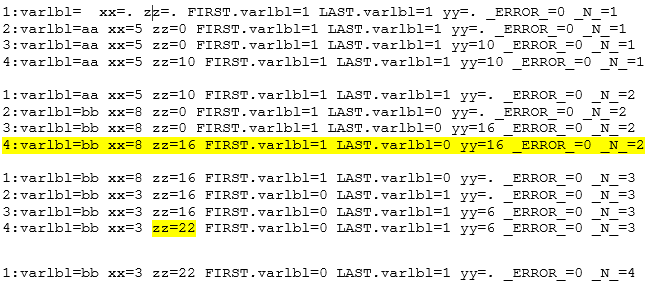 1:varlbl=  xx=. zz=. FIRST.varlbl=1 LAST.varlbl=1 yy=. _ERROR_=0 _N_=1
2:varlbl=aa xx=5 zz=0 FIRST.varlbl=1 LAST.varlbl=1 yy=. _ERROR_=0 _N_=1
3:varlbl=aa xx=5 zz=0 FIRST.varlbl=1 LAST.varlbl=1 yy=10 _ERROR_=0 _N_=1
4:varlbl=aa xx=5 zz=10 FIRST.varlbl=1 LAST.varlbl=1 yy=10 _ERROR_=0 _N_=1
1:varlbl=aa xx=5 zz=10 FIRST.varlbl=1 LAST.varlbl=1 yy=. _ERROR_=0 _N_=2
2:varlbl=bb xx=8 zz=0 FIRST.varlbl=1 LAST.varlbl=0 yy=. _ERROR_=0 _N_=2
3:varlbl=bb xx=8 zz=0 FIRST.varlbl=1 LAST.varlbl=0 yy=16 _ERROR_=0 _N_=2
4:varlbl=bb xx=8 zz=16 FIRST.varlbl=1 LAST.varlbl=0 yy=16 _ERROR_=0 _N_=2
1:varlbl=bb xx=8 zz=16 FIRST.varlbl=1 LAST.varlbl=0 yy=. _ERROR_=0 _N_=3
2:varlbl=bb xx=3 zz=16 FIRST.varlbl=0 LAST.varlbl=1 yy=. _ERROR_=0 _N_=3
3:varlbl=bb xx=3 zz=16 FIRST.varlbl=0 LAST.varlbl=1 yy=6 _ERROR_=0 _N_=3
4:varlbl=bb xx=3 zz=22 FIRST.varlbl=0 LAST.varlbl=1 yy=6 _ERROR_=0 _N_=3
1:varlbl=bb xx=3 zz=22 FIRST.varlbl=0 LAST.varlbl=1 yy=. _ERROR_=0 _N_=4